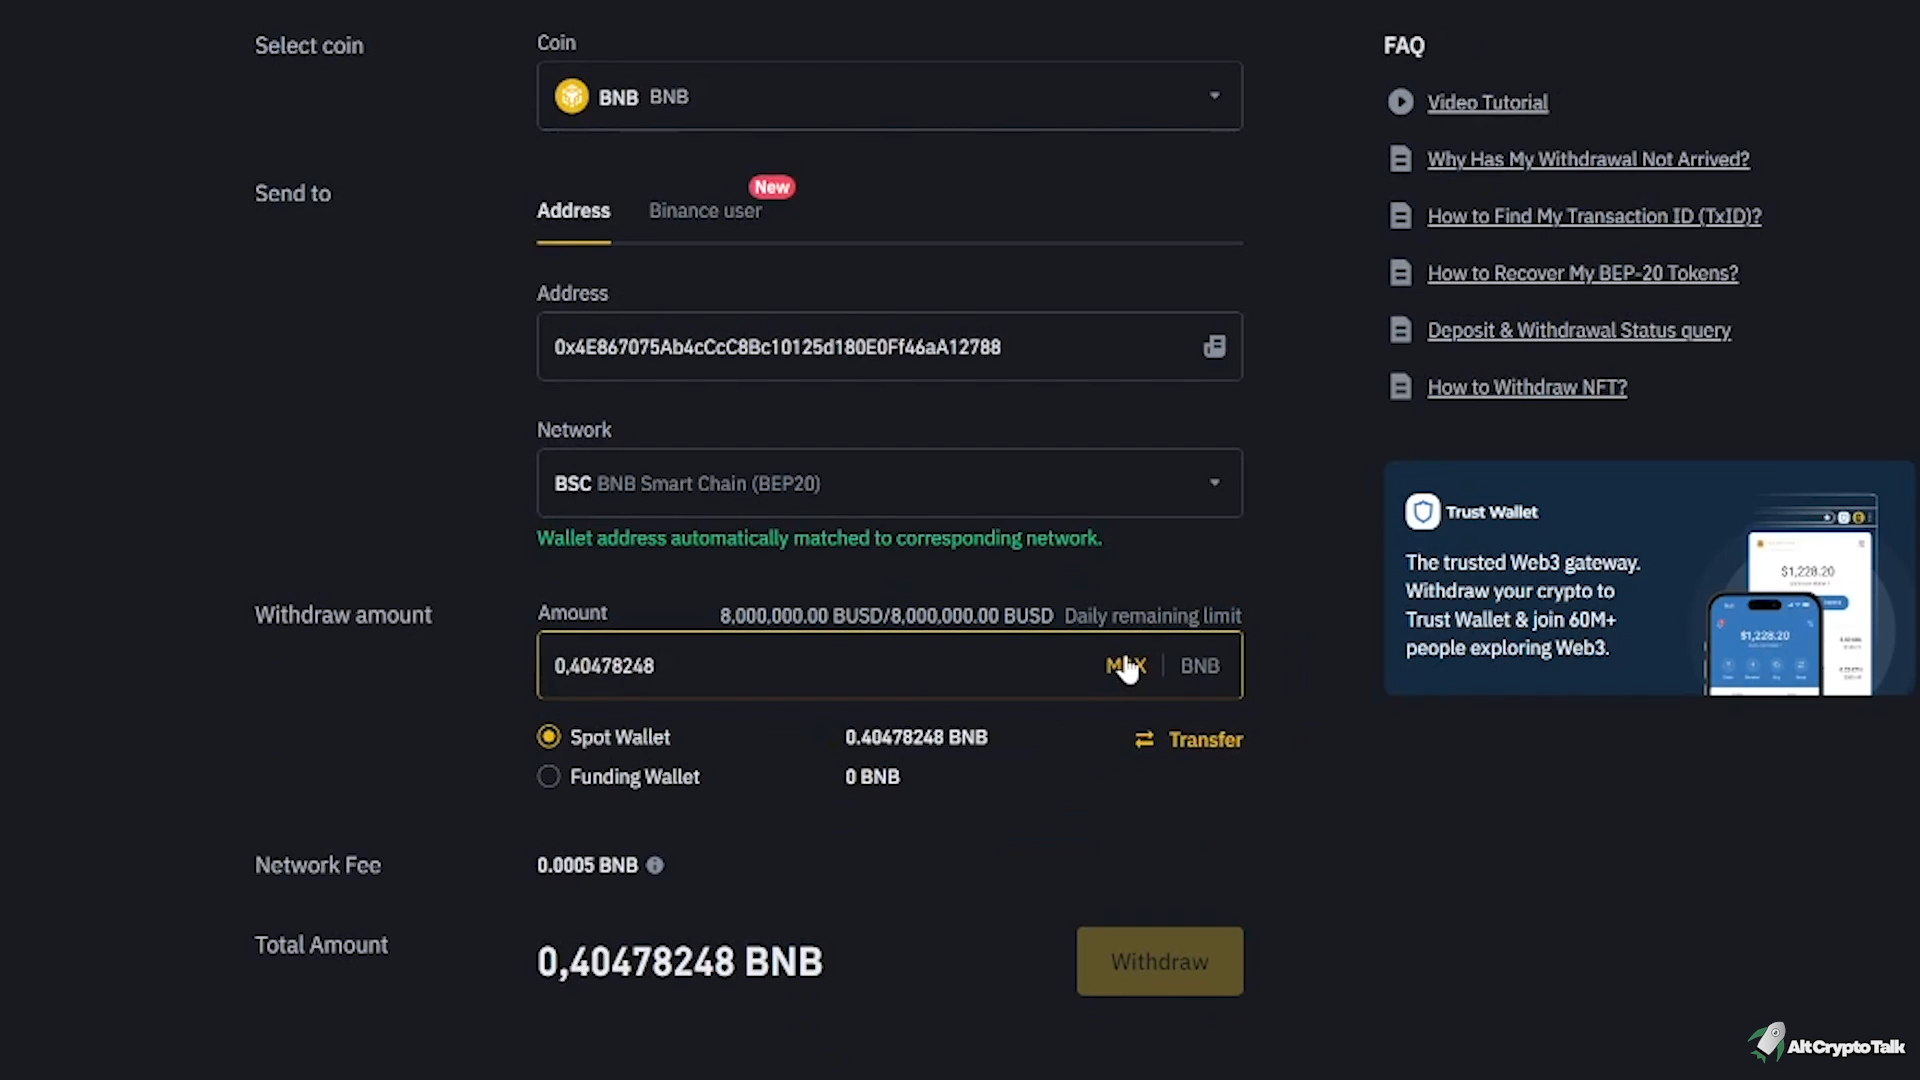 Select coin
Coin
BNB BNB
Send to
Address
Binance user
New
Address
0x4E867075Ab4cCcC8Bc10125d180E0Ff46aA12788
Network
BSC BNB Smart Chain (BEP20)
Wallet address automatically matched to corresponding network.
Withdraw amount
Amount
8,000,000.00 BUSD/8,000,000.00 BUSD Daily remaining limit
0,40478248
MAX
BNB
Spot Wallet
0.40478248 BNB
Transfer
Funding Wallet
0 BNB
Network Fee
0.0005 BNB
Total Amount
0,40478248 BNB
Withdraw
FAQ
Video Tutorial
Why Has My Withdrawal Not Arrived?
How to Find My Transaction ID (TxID)?
How to Recover My BEP-20 Tokens?
Deposit & Withdrawal Status query
How to Withdraw NFT?
Trust Wallet
The trusted Web3 gateway.
Withdraw your crypto to
Trust Wallet & join 60M+
people exploring Web3.
$1,228.20
$1,228.20
AltCryptoTalk